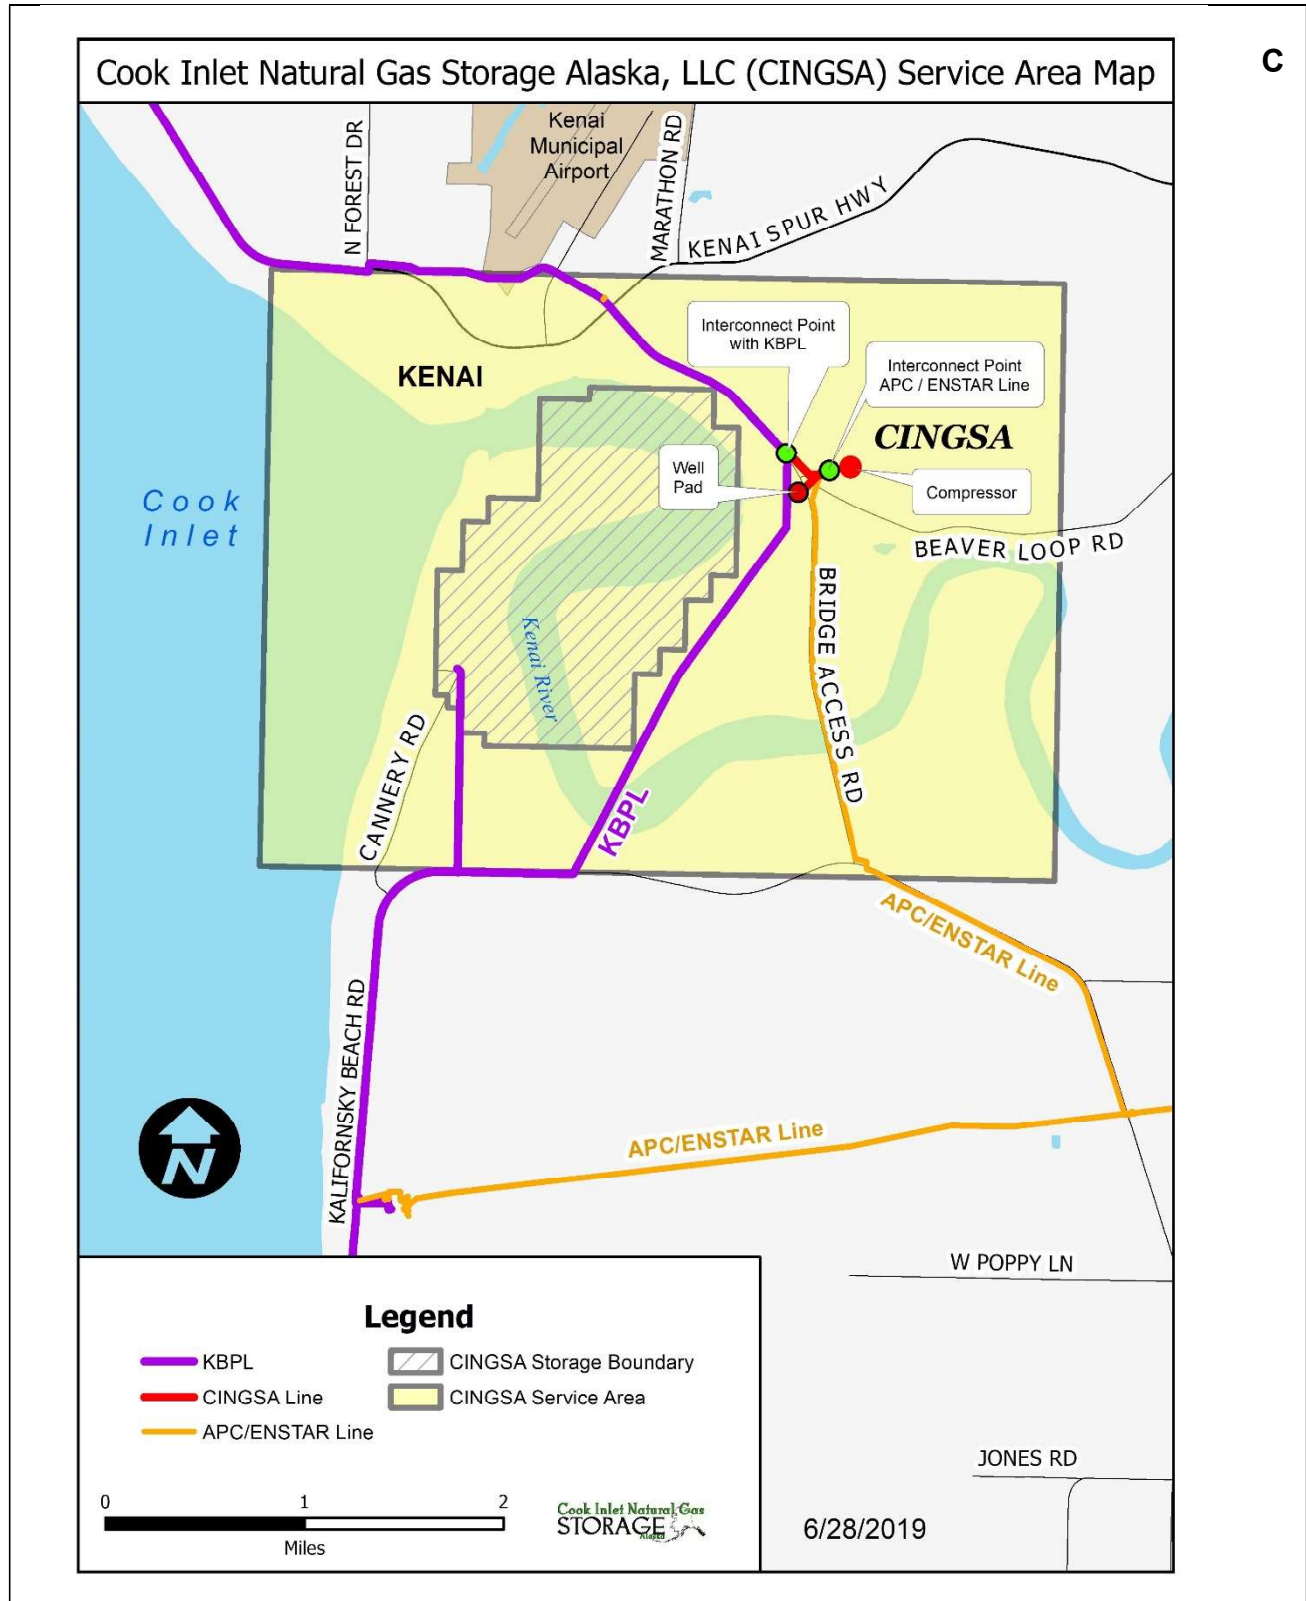 C
Cook Inlet Natural Gas Storage Alaska, LLC (CINGSA) Service Area Map
Kenai
Municipal
Airport
N FOREST DR
MARATHON RD
KENAI SPUR HWY
Interconnect Point
with KBPL
Interconnect Point
APC / ENSTAR Line
KENAI
CINGSA
Well
Pad
Compressor
Cook
Inlet
BEAVER LOOP RD
BRIDGE ACCESS RD
Kenai River
CANNERY RD
KBPL
APC/ENSTAR Line
KALIFORNSKY BEACH RD
APC/ENSTAR Line
N
W POPPY LN
Legend
KBPL
CINGSA Storage Boundary
CINGSA Line
CINGSA Service Area
APC/ENSTAR Line
JONES RD
0 1 2
Miles
Cook Inlet Natural Gas
STORAGE
Alaska
6/28/2019